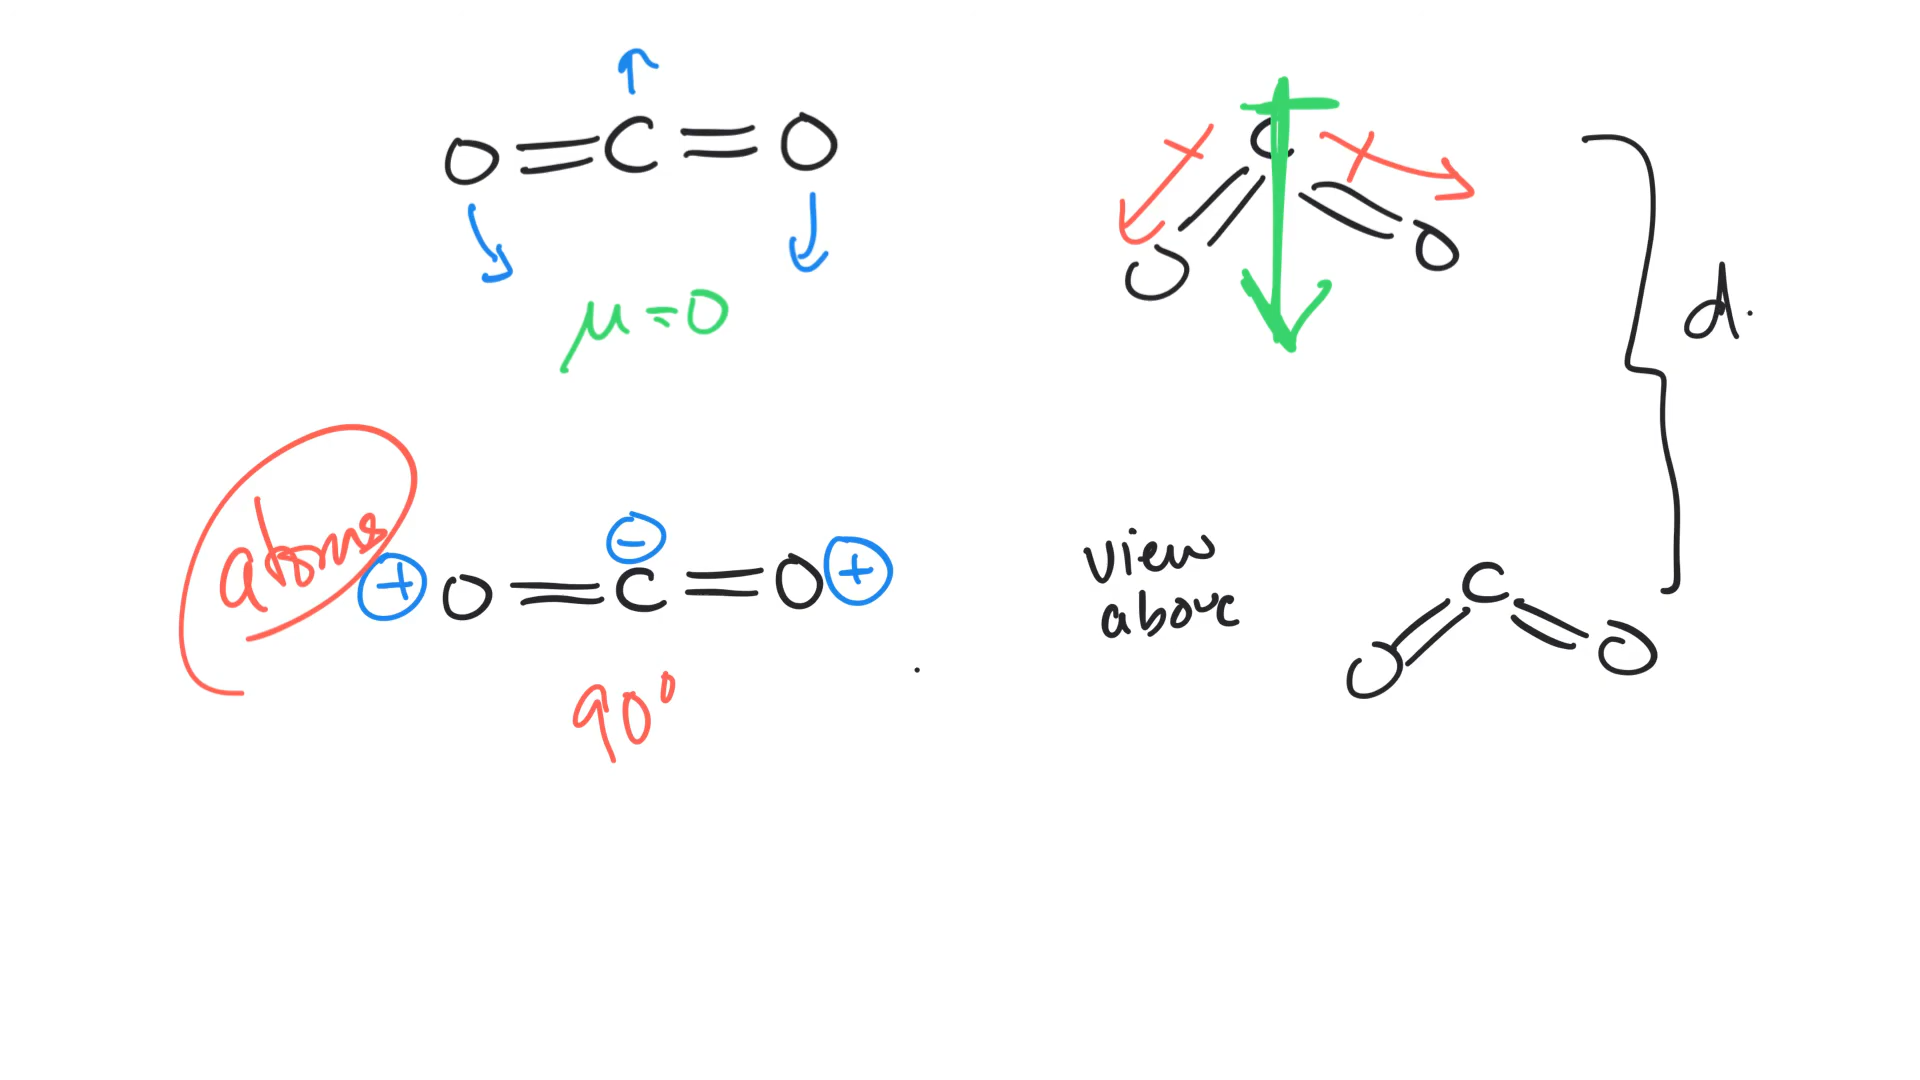 O=C=O
μ=0
C
O O
d.
atoms
⊕ O=C=O ⊕
⊖
90°
view
above
C
O O